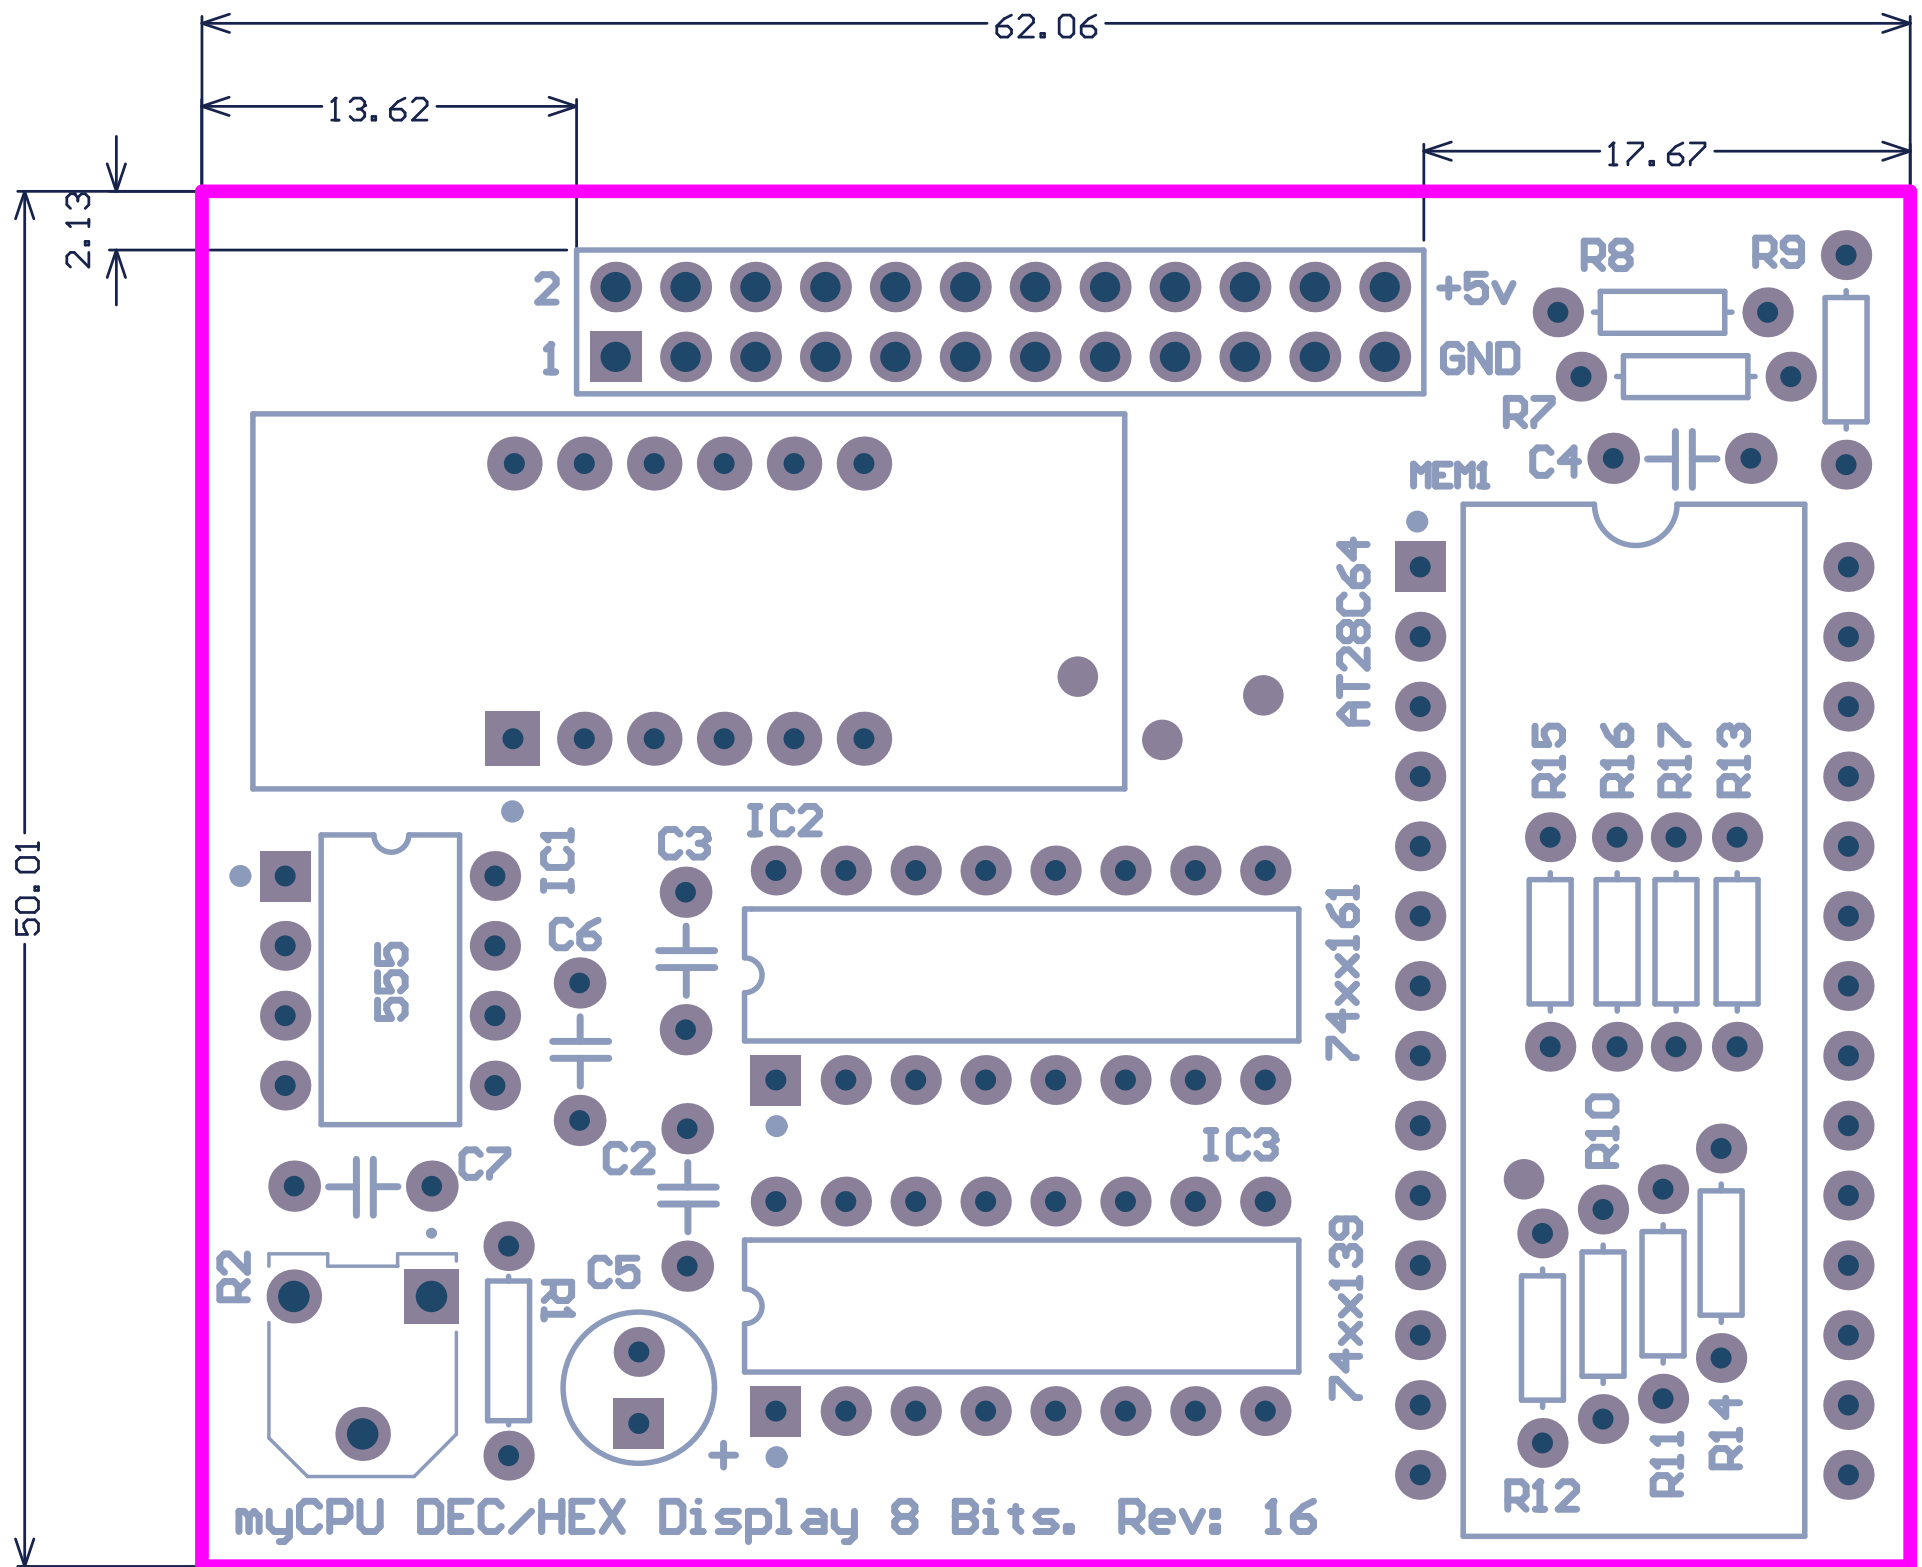 62.06
13.62
17.67
2.13
50.01
2
+5v
1
GND
R8
R9
R7
C4
MEM1
AT28C64
R15
R16
R17
R13
IC2
IC1
C3
C6
555
74xx161
C7
C2
IC3
R10
R2
R1
C5
74xx139
+
R12
R11
R14
myCPU DEC/HEX Display 8 Bits. Rev: 16